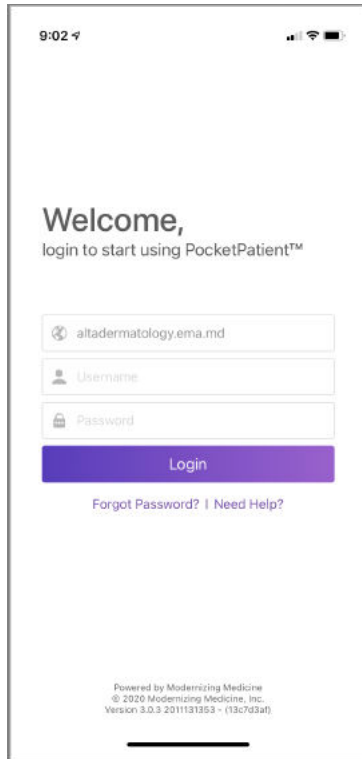 9:02
Welcome,
login to start using PocketPatient™
altadermatology.ema.md
Username
Password
Login
Forgot Password? | Need Help?
Powered by Modernizing Medicine
© 2020 Modernizing Medicine, Inc.
Version 3.0.3 2011131353 - (13c7d3af)